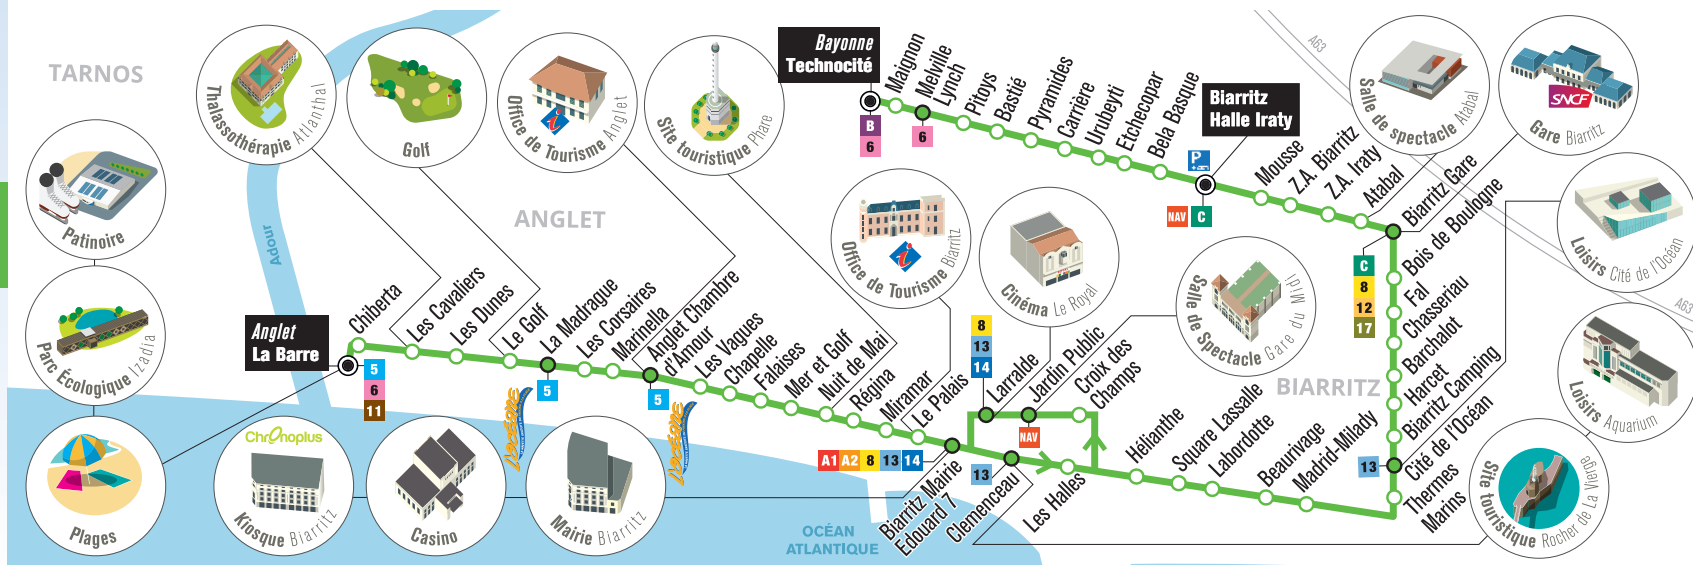 TARNOS
Thalassothérapie Atlanthal
Golf
Office de Tourisme Anglet
Site touristique Phare
Bayonne
Technocité
B
6
Maignon
Melville
Lynch
6
Pitoys
Bastié
Pyramides
Carrière
Urubeyti
Etchecopar
Bela Basque
Biarritz
Halle Iraty
P
NAV
C
Mousse
Z.A. Biarritz
Z.A. Iraty
Atabal
A63
Salle de spectacle Atabal
SNCF
Gare Biarritz
Biarritz Gare
C
8
12
17
Bois de Boulogne
Fal
Chasseriau
Barchalot
Harcet
Biarritz Camping
13
Cité de l'Océan
Thermes
Marins
Loisirs Cité de l'Océan
A63
Loisirs Aquarium
Site touristique Rocher de La Vierge
Patinoire
Parc Écologique Izadia
Plages
Adour
ANGLET
Anglet
La Barre
5
6
11
Chiberta
Les Cavaliers
Les Dunes
Le Golf
La Madrague
5
Les Corsaires
Marinella
Anglet Chambre
d'Amour
5
Les Vagues
Chapelle
Falaises
Mer et Golf
Nuit de Mai
Régina
Miramar
Le Palais
Office de Tourisme Biarritz
Cinéma Le Royal
Salle de Spectacle Gare du Midi
8
13
14
Larralde
Jardin Public
NAV
Croix des
Champs
BIARRITZ
A1 A2 8 13 14
Biarritz Mairie
Edouard 7
13
Clemenceau
Les Halles
Hélianthe
Square Lassalle
Labordotte
Beaurivage
Madrid-Milady
Chronoplus
Kiosque Biarritz
Casino
Mairie Biarritz
OCÉAN
ATLANTIQUE